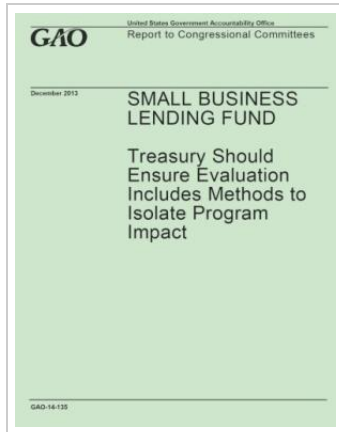 United States Government Accountability Office
GAO
Report to Congressional Committees
December 2013
SMALL BUSINESS
LENDING FUND
Treasury Should
Ensure Evaluation
Includes Methods to
Isolate Program
Impact
GAO-14-135